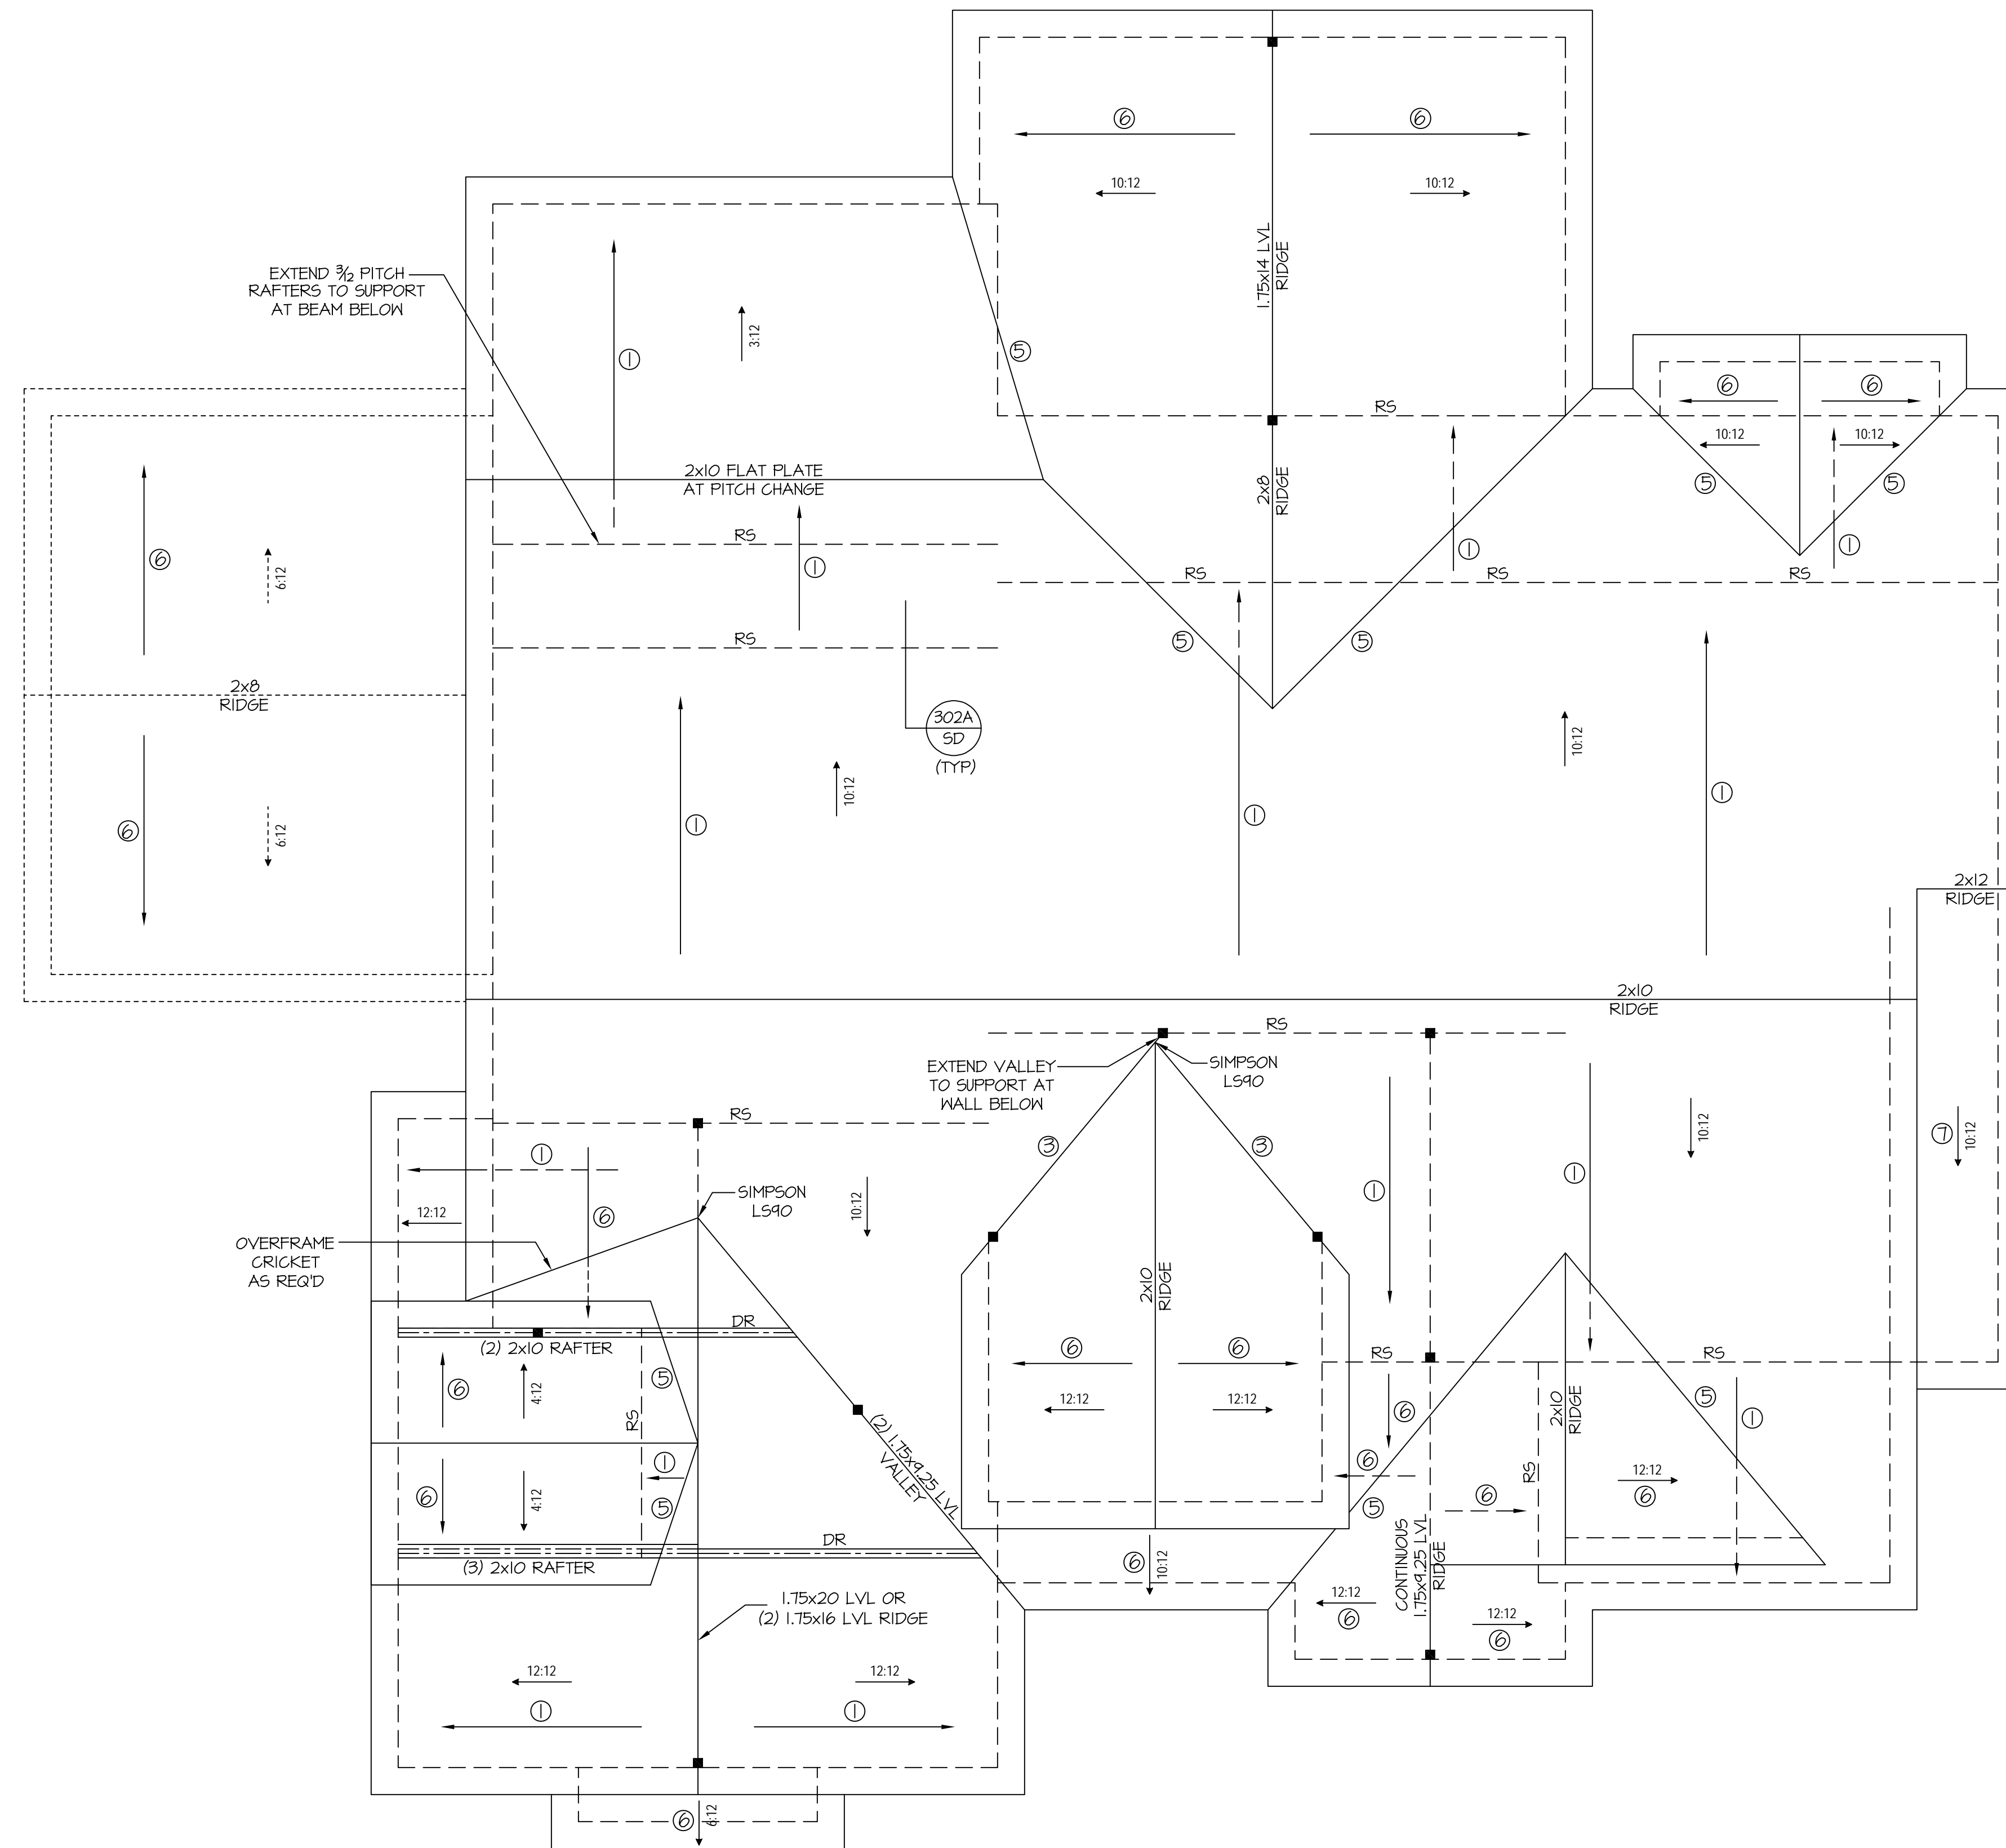 6
6
10:12
10:12
1.75x14 LVL
RIDGE
EXTEND 3/12 PITCH
RAFTERS TO SUPPORT
AT BEAM BELOW
1
3:12
5
6
6
RS
10:12
10:12
5
5
1
2x10 FLAT PLATE
AT PITCH CHANGE
2x8
RIDGE
RS
1
1
RS
RS
RS
6
6:12
RS
5
5
2x8
RIDGE
302A
SD
(TYP)
10:12
10:12
1
1
1
6
6:12
2x12
RIDGE
2x10
RIDGE
RS
EXTEND VALLEY
TO SUPPORT AT
WALL BELOW
SIMPSON
LS90
RS
1
3
3
1
1
10:12
7
10:12
12:12
6
SIMPSON
LS90
10:12
OVERFRAME
CRICKET
AS REQ'D
2x10
RIDGE
DR
(2) 2x10 RAFTER
6
4:12
5
RS
6
6
12:12
12:12
RS
RS
6
2x10
RIDGE
5
1
(2) 1.75x9.25 LVL
VALLEY
1
6
4:12
5
6
5
6
RS
12:12
6
DR
(3) 2x10 RAFTER
6
10:12
CONTINUOUS
1.75x9.25 LVL
RIDGE
1.75x20 LVL OR
(2) 1.75x16 LVL RIDGE
12:12
6
12:12
6
12:12
12:12
1
1
6
6:12